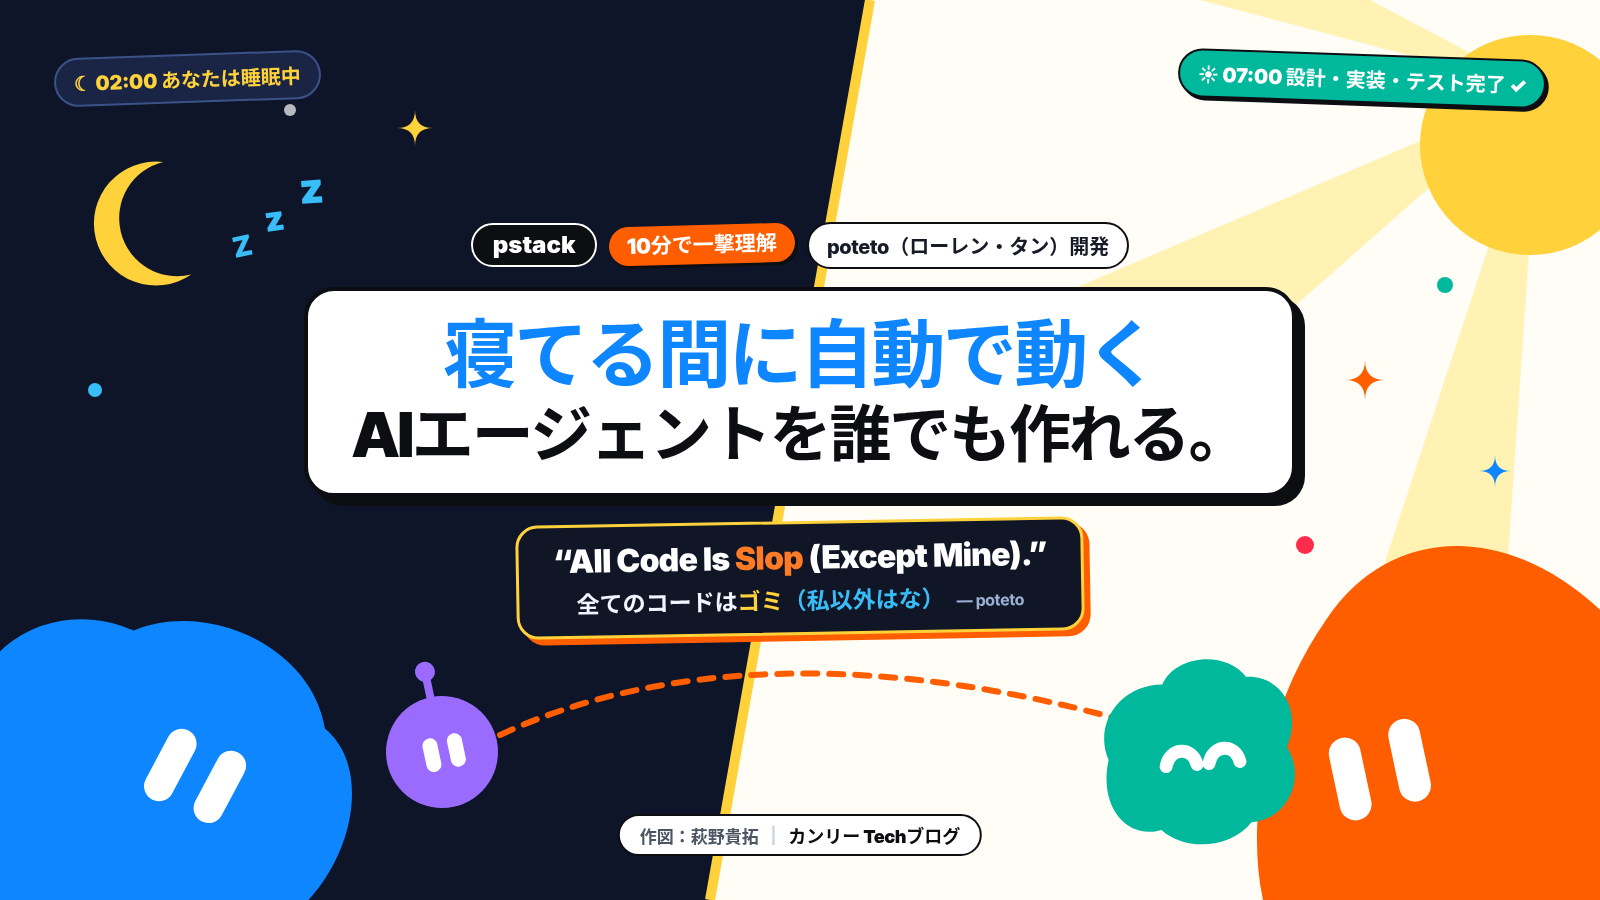 ☾ 02:00 あなたは睡眠中
☀ 07:00 設計・実装・テスト完了 ✓
z z z
pstack
10分で一撃理解
poteto（ローレン・タン）開発
寝てる間に自動で動く
AIエージェントを誰でも作れる。
“All Code Is Slop (Except Mine).”
全てのコードはゴミ（私以外はな） — poteto
作図：萩野貴拓 | カンリー Techブログ